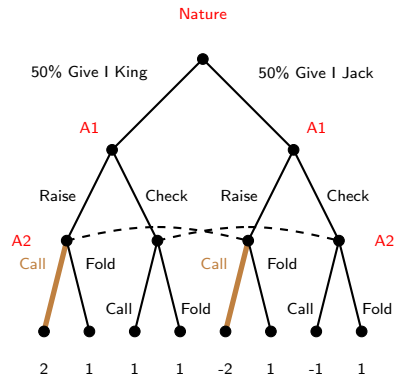 Nature
50% Give I King
50% Give I Jack
A1
A1
Raise
Check
Raise
Check
A2
A2
Call
Fold
Call
Fold
Call
Fold
Call
Fold
2 1 1 1 -2 1 -1 1